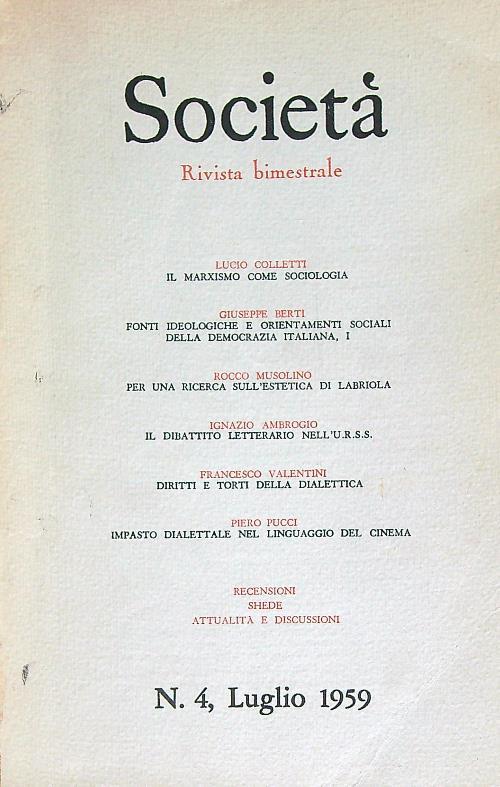 Società
Rivista bimestrale
LUCIO COLLETTI
IL MARXISMO COME SOCIOLOGIA
GIUSEPPE BERTI
FONTI IDEOLOGICHE E ORIENTAMENTI SOCIALI
DELLA DEMOCRAZIA ITALIANA, I
ROCCO MUSOLINO
PER UNA RICERCA SULL'ESTETICA DI LABRIOLA
IGNAZIO AMBROGIO
IL DIBATTITO LETTERARIO NELL'U.R.S.S.
FRANCESCO VALENTINI
DIRITTI E TORTI DELLA DIALETTICA
PIERO PUCCI
IMPASTO DIALETTALE NEL LINGUAGGIO DEL CINEMA
RECENSIONI
SHEDE
ATTUALITÀ E DISCUSSIONI
N. 4, Luglio 1959